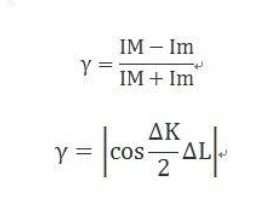 γ = (IM − Im) / (IM + Im)
γ = |cos ΔK/2 ΔL|